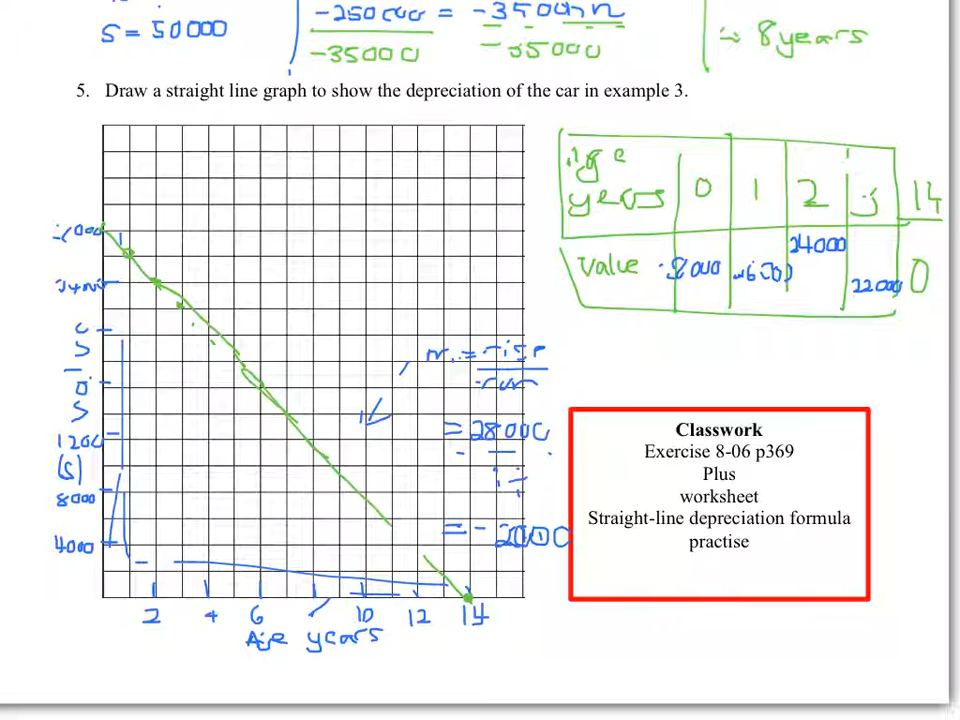 S = 50000
-250000 = -35000n
-35000 -35000
⇒ 8 years
5. Draw a straight line graph to show the depreciation of the car in example 3.
Age
years 0 1 2 3 14
Value 24000 22000 0
rise
run
= 28000
= -2000
1200
($)
8000
4000
2 4 6 10 12 14
Age years
Classwork
Exercise 8-06 p369
Plus
worksheet
Straight-line depreciation formula
practise